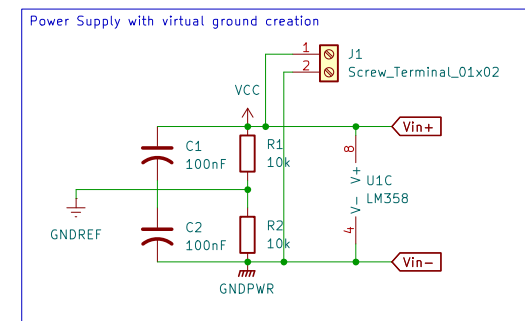 Power Supply with virtual ground creation
1
2
J1
Screw_Terminal_01x02
VCC
C1
100nF
R1
10k
Vin+
8
V+
U1C
LM358
V-
4
GNDREF
C2
100nF
R2
10k
GNDPWR
Vin-